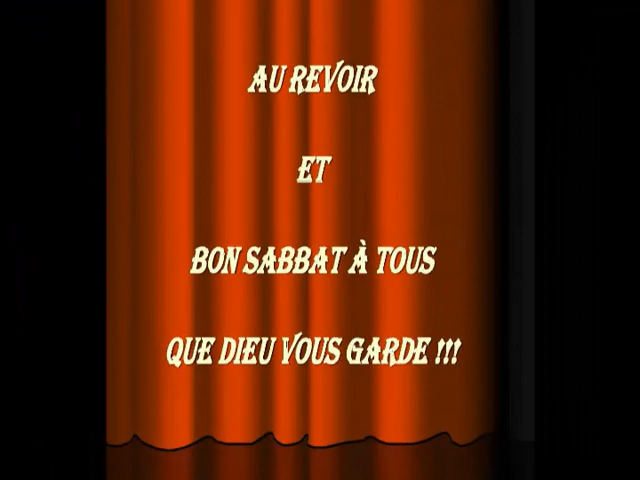 AU REVOIR
ET
BON SABBAT À TOUS
QUE DIEU VOUS GARDE !!!